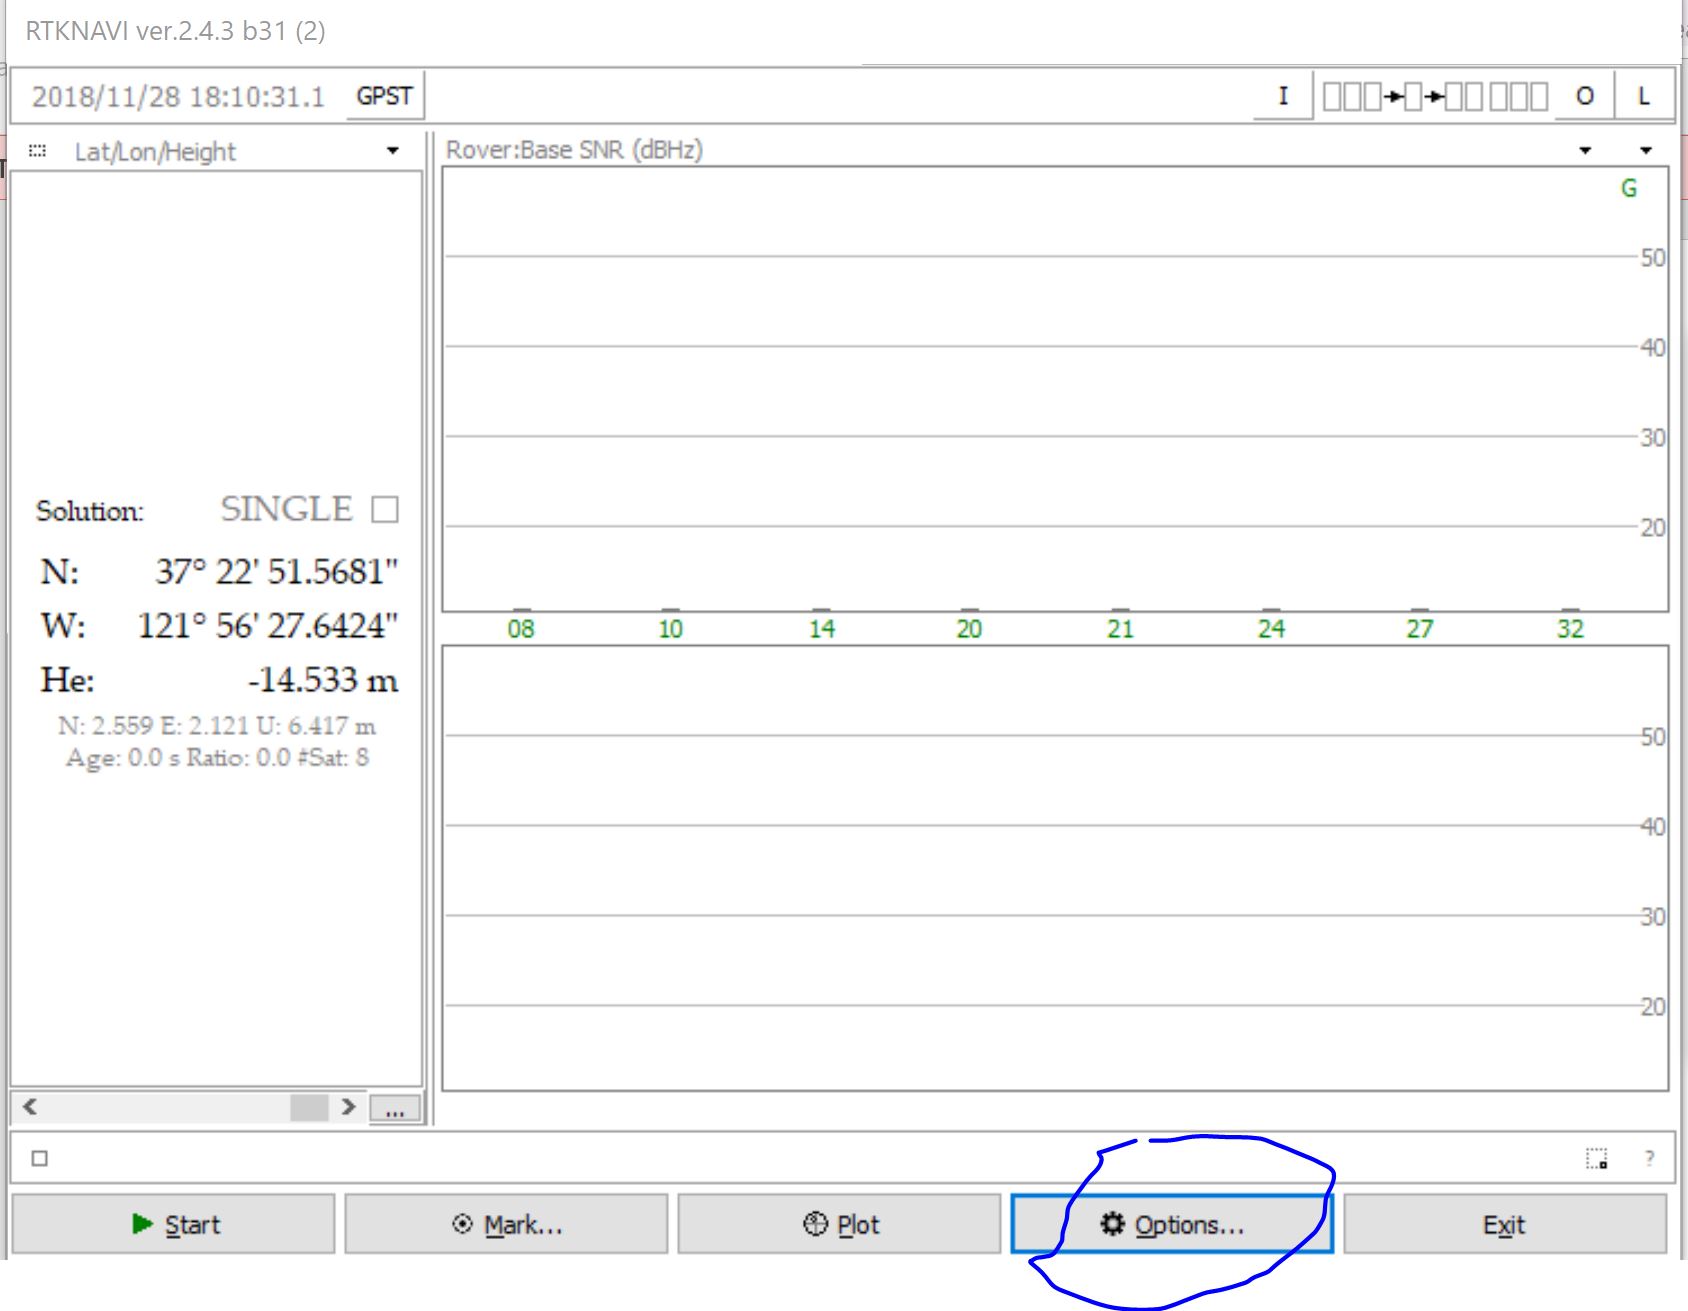 RTKNAVI ver.2.4.3 b31 (2)
2018/11/28 18:10:31.1 GPST I O L
Lat/Lon/Height
Rover:Base SNR (dBHz)
G
50
40
30
20
08 10 14 20 21 24 27 32
Solution: SINGLE
N: 37° 22' 51.5681"
W: 121° 56' 27.6424"
He: -14.533 m
N: 2.559 E: 2.121 U: 6.417 m
Age: 0.0 s Ratio: 0.0 #Sat: 8
50
40
30
20
...
?
Start Mark... Plot Options... Exit